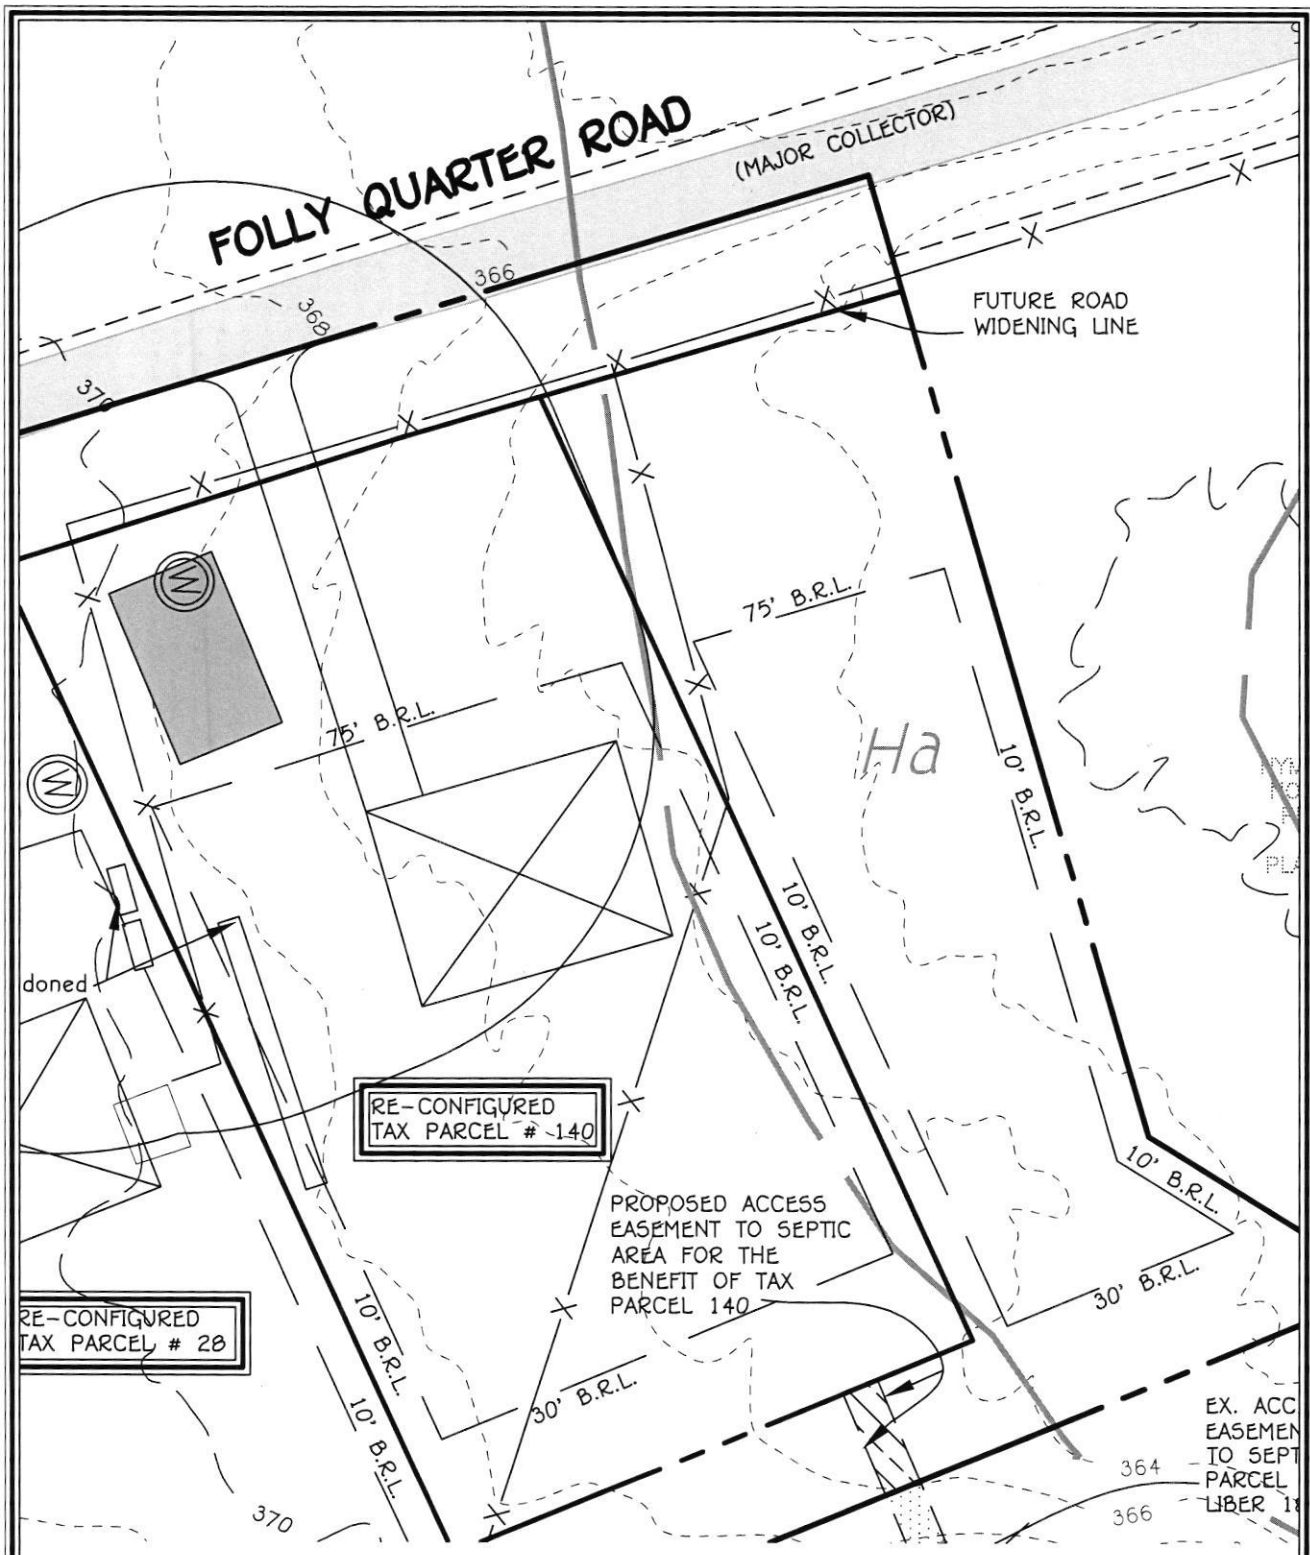 FOLLY QUARTER ROAD
(MAJOR COLLECTOR)
366
368
370
FUTURE ROAD
WIDENING LINE
W
75' B.R.L.
75' B.R.L.
Ha
10' B.R.L.
W
10' B.R.L.
10' B.R.L.
PLA
doned
RE-CONFIGURED
TAX PARCEL # 140
10' B.R.L.
PROPOSED ACCESS
EASEMENT TO SEPTIC
AREA FOR THE
BENEFIT OF TAX
PARCEL 140
30' B.R.L.
RE-CONFIGURED
TAX PARCEL # 28
10' B.R.L.
30' B.R.L.
10' B.R.L.
EX. ACC
EASEMEN
TO SEPT
PARCEL
LIBER 18
364
366
370